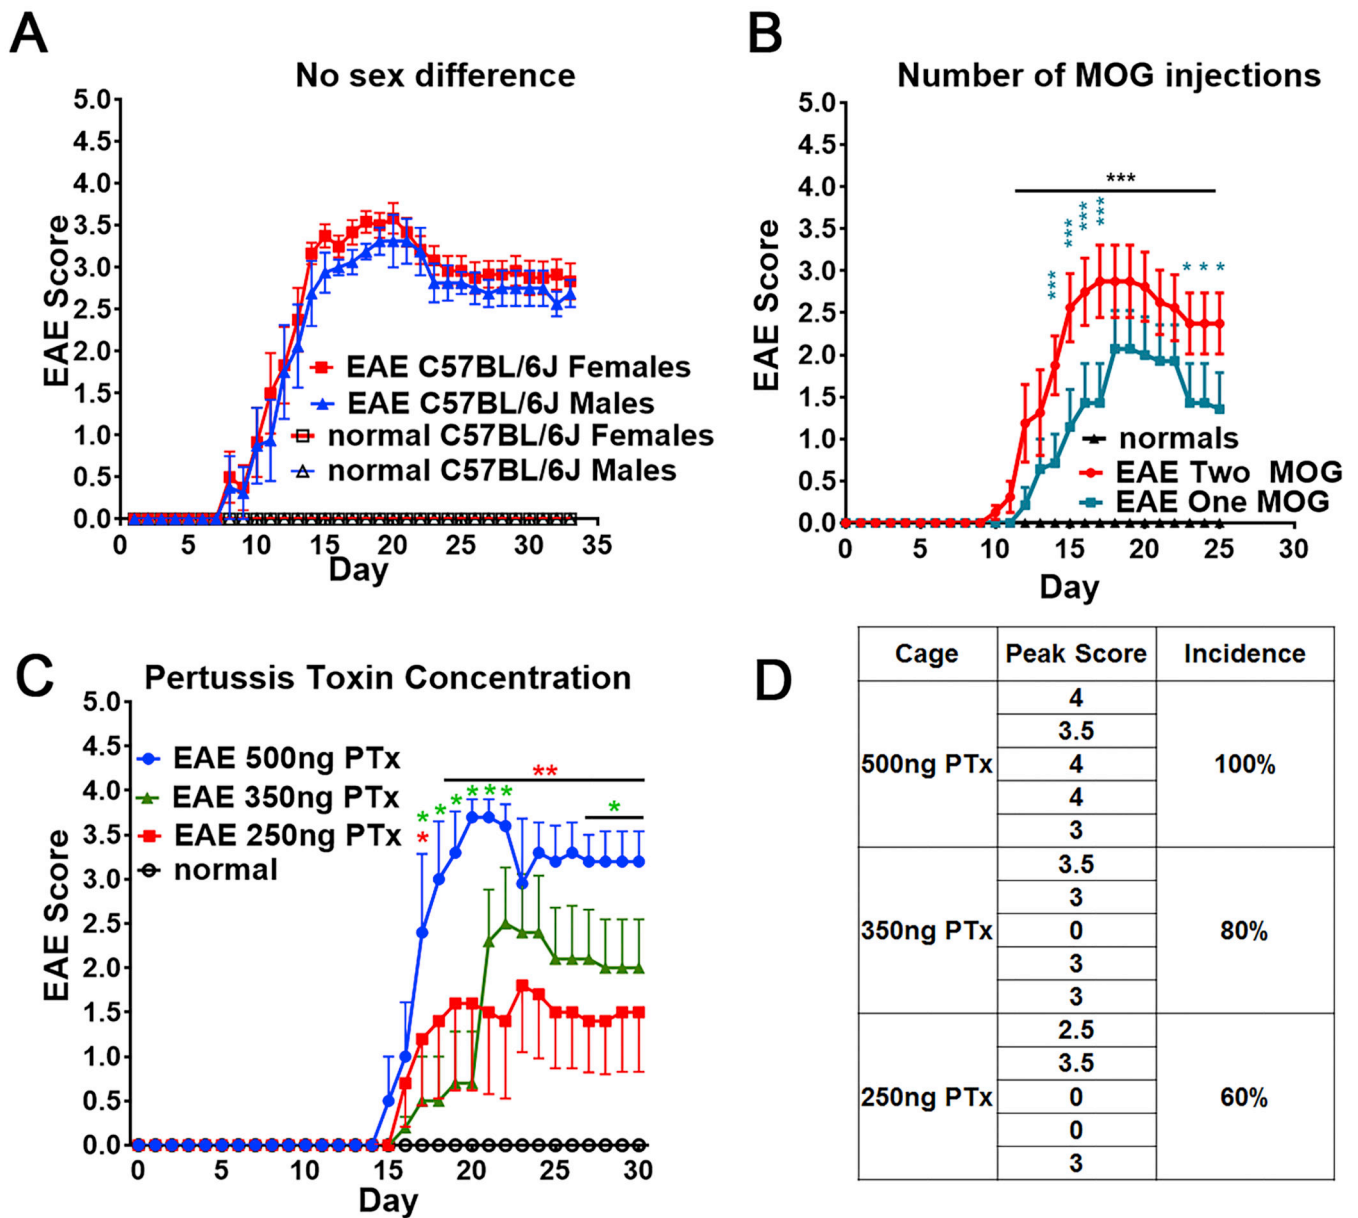 A
No sex difference
EAE Score
5.0
4.5
4.0
3.5
3.0
2.5
2.0
1.5
1.0
0.5
0.0
EAE C57BL/6J Females
EAE C57BL/6J Males
normal C57BL/6J Females
normal C57BL/6J Males
0 5 10 15 20 25 30 35
Day
B
Number of MOG injections
EAE Score
5.0
4.5
4.0
3.5
3.0
2.5
2.0
1.5
1.0
0.5
0.0
***
***
***
***
***
* * *
normals
EAE Two MOG
EAE One MOG
0 5 10 15 20 25 30
Day
C
Pertussis Toxin Concentration
EAE Score
5.0
4.5
4.0
3.5
3.0
2.5
2.0
1.5
1.0
0.5
0.0
EAE 500ng PTx
EAE 350ng PTx
EAE 250ng PTx
normal
**
* * * * * *
*
*
0 5 10 15 20 25 30
Day
D
Cage Peak Score Incidence
4
3.5
500ng PTx 4 100%
4
3
3.5
3
350ng PTx 0 80%
3
3
2.5
3.5
250ng PTx 0 60%
0
3